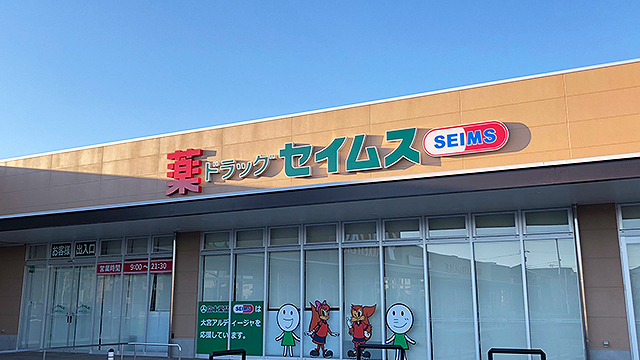 薬 ドラッグ セイムス SEIMS
お客様 出入口
営業時間 9:00～21:30
SEIMS は
大宮アルディージャを
応援しています。